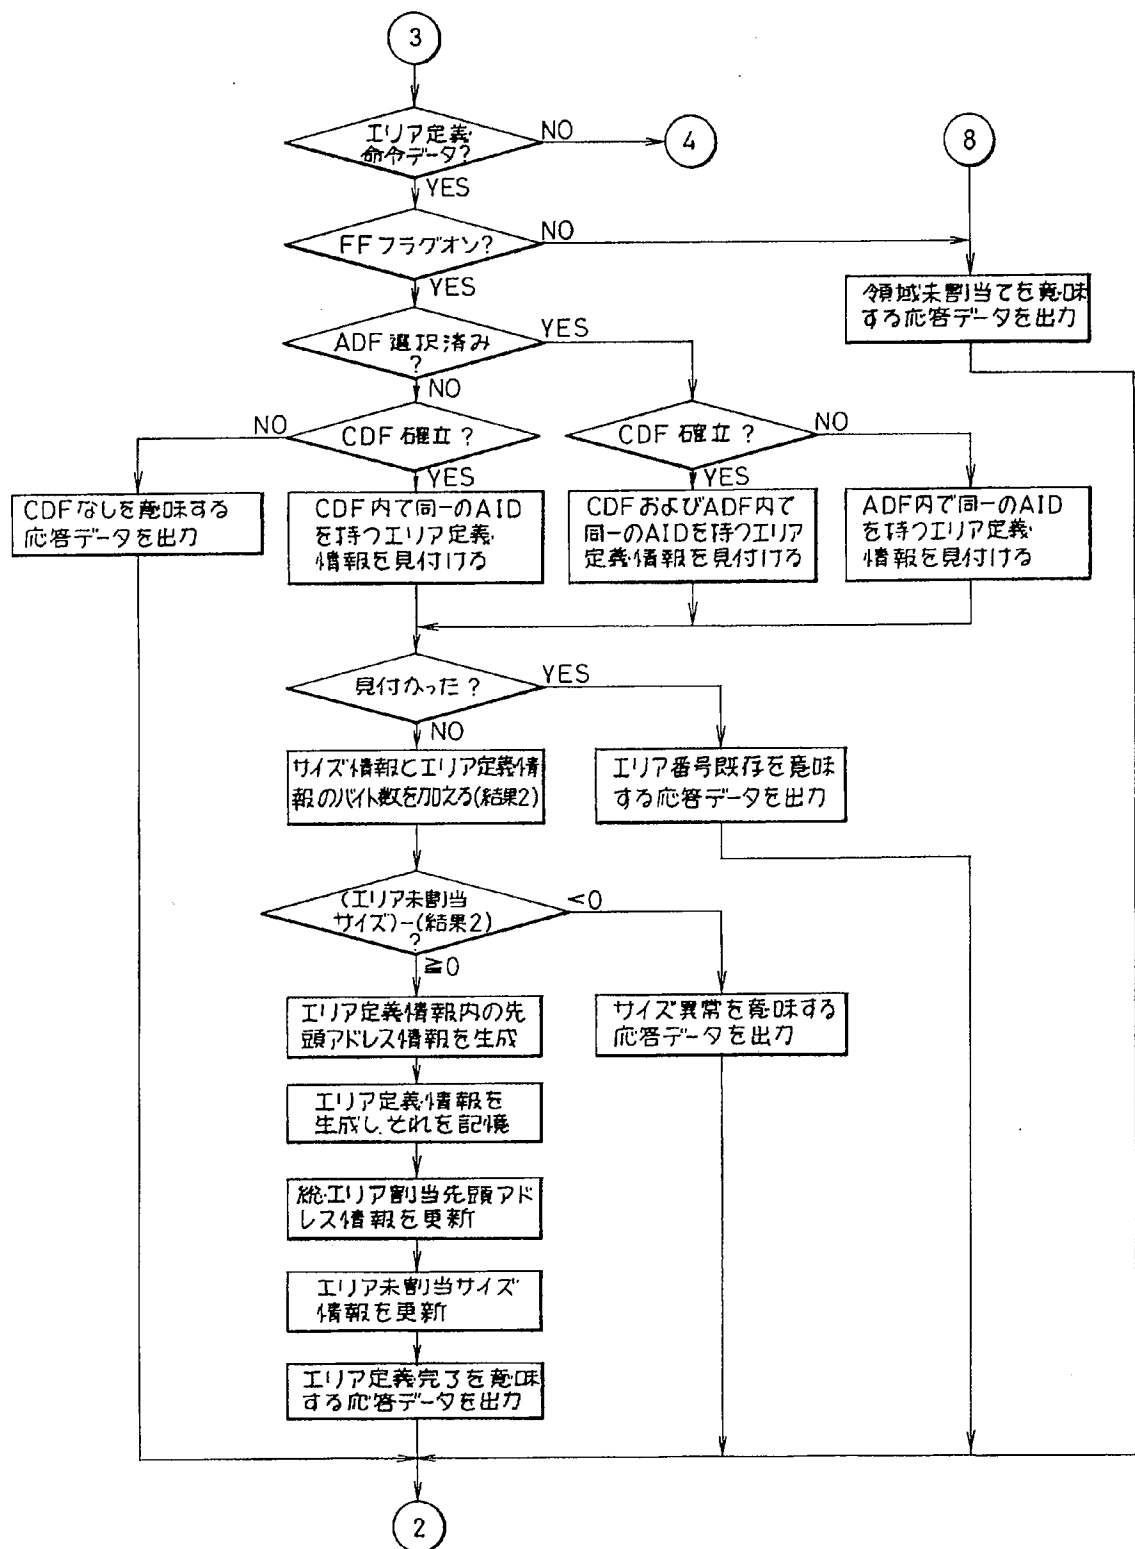 3
エリア定義
命令データ?
NO
4
8
YES
FFフラグオン?
NO
YES
領域未割当てを意味
する応答データを出力
ADF選択済み
?
YES
NO
NO
CDF確立?
YES
CDF確立?
NO
YES
CDFなしを意味する
応答データを出力
CDF内で同一のAID
を持つエリア定義
情報を見付ける
CDFおよびADF内で
同一のAIDを持つエリア
定義情報を見付ける
ADF内で同一のAID
を持つエリア定義
情報を見付ける
見付かった?
YES
NO
サイズ情報とエリア定義情
報のバイト数を加える(結果2)
エリア番号既存を意味
する応答データを出力
(エリア未割当
サイズ)-(結果2)
?
<0
≧0
エリア定義情報内の先
頭アドレス情報を生成
サイズ異常を意味する
応答データを出力
エリア定義情報を
生成し、それを記憶
統エリア割当先頭アド
レス情報を更新
エリア未割当サイズ
情報を更新
エリア定義完了を意味
する応答データを出力
2